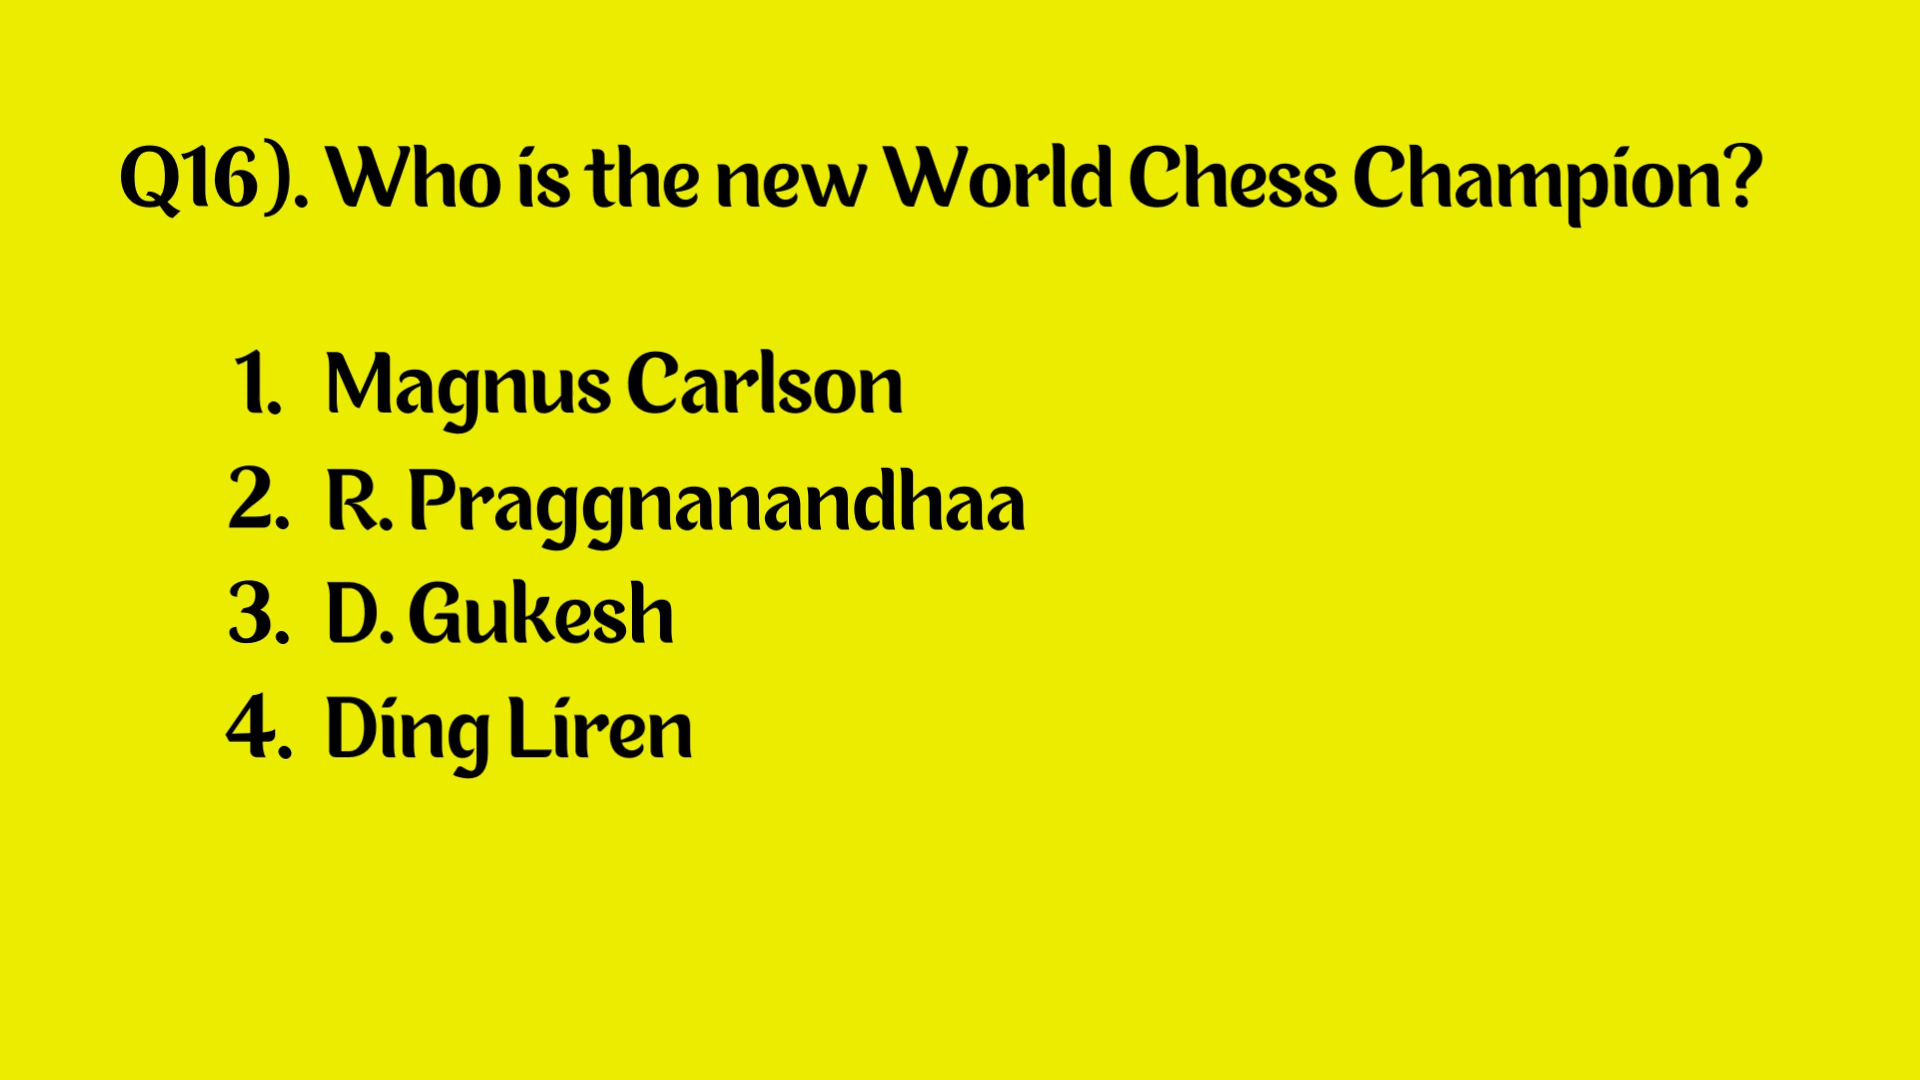 Q16). Who is the new World Chess Champion?
1. Magnus Carlson
2. R. Praggnanandhaa
3. D. Gukesh
4. Ding Liren